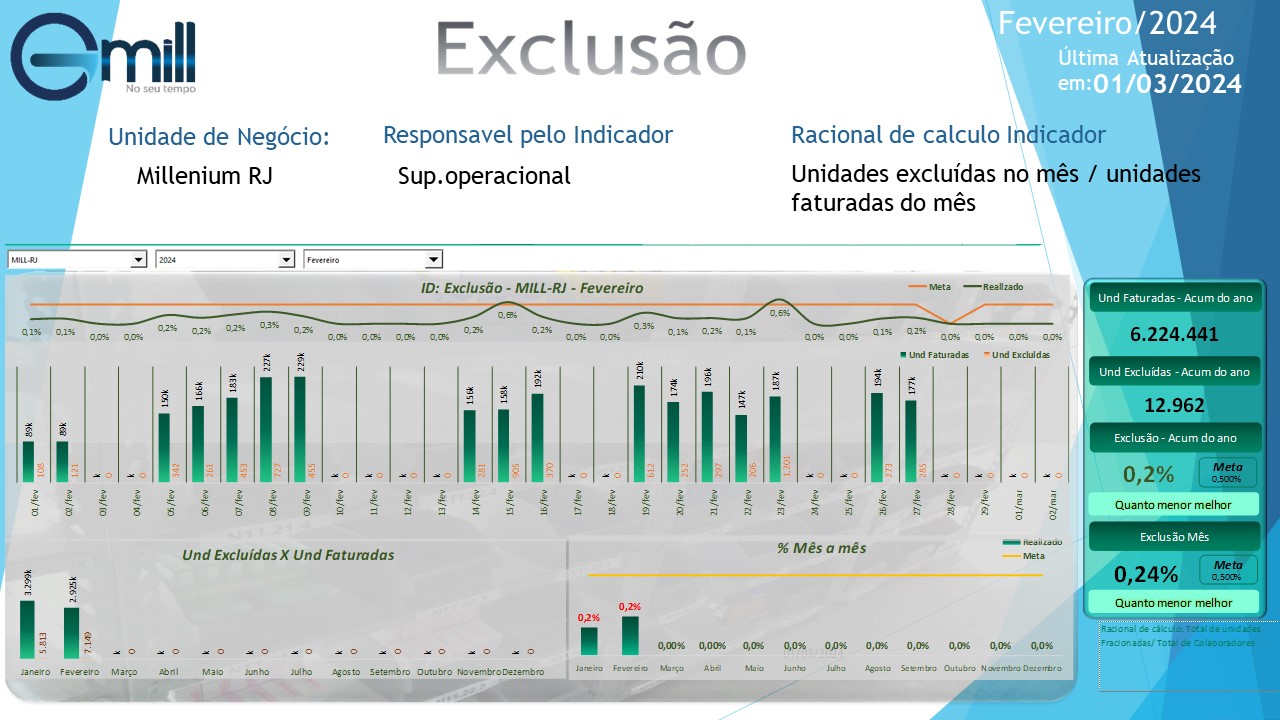 Gmill
No seu tempo
Exclusão
Fevereiro/2024
Última Atualização
em:01/03/2024
Unidade de Negócio:
Millenium RJ
Responsavel pelo Indicador
Sup.operacional
Racional de calculo Indicador
Unidades excluídas no mês / unidades
faturadas do mês
MILL-RJ 2024 Fevereiro
ID: Exclusão - MILL-RJ - Fevereiro
Meta Realizado
0,1% 0,1% 0,0% 0,0% 0,2% 0,2% 0,2% 0,3% 0,2% 0,0% 0,0% 0,0% 0,0% 0,2% 0,6% 0,2% 0,0% 0,0% 0,3% 0,1% 0,2% 0,1% 0,6% 0,0% 0,0% 0,1% 0,2% 0,0% 0,0% 0,0% 0,0%
Und Faturadas Und Excluídas
89k 89k k k 150k 166k 183k 227k 229k k k k k 156k 158k 192k k k 210k 174k 196k 147k 187k k k 194k 177k k k k k
108 121 0 0 342 261 453 727 455 0 0 0 0 281 905 370 0 0 612 252 297 206 1.201 0 0 273 285 0 0 0 0
01/fev 02/fev 03/fev 04/fev 05/fev 06/fev 07/fev 08/fev 09/fev 10/fev 11/fev 12/fev 13/fev 14/fev 15/fev 16/fev 17/fev 18/fev 19/fev 20/fev 21/fev 22/fev 23/fev 24/fev 25/fev 26/fev 27/fev 28/fev 29/fev 01/mar 02/mar
Und Excluídas X Und Faturadas
3.299k 2.925k k k k k k k k k k k
5.813 7.149 0 0 0 0 0 0 0 0 0 0
Janeiro Fevereiro Março Abril Maio Junho Julho Agosto Setembro Outubro Novembro Dezembro
% Mês a mês
Realizado
Meta
0,2% 0,2% 0,00% 0,00% 0,0% 0,0% 0,0% 0,0% 0,0% 0,0% 0,0% 0,0%
Janeiro Fevereiro Março Abril Maio Junho Julho Agosto Setembro Outubro Novembro Dezembro
Und Faturadas - Acum do ano
6.224.441
Und Excluídas - Acum do ano
12.962
Exclusão - Acum do ano
0,2%
Meta
0,500%
Quanto menor melhor
Exclusão Mês
0,24%
Meta
0,500%
Quanto menor melhor
Racional de cálculo: Total de unidades
Fracionadas/ Total de Colaboradores